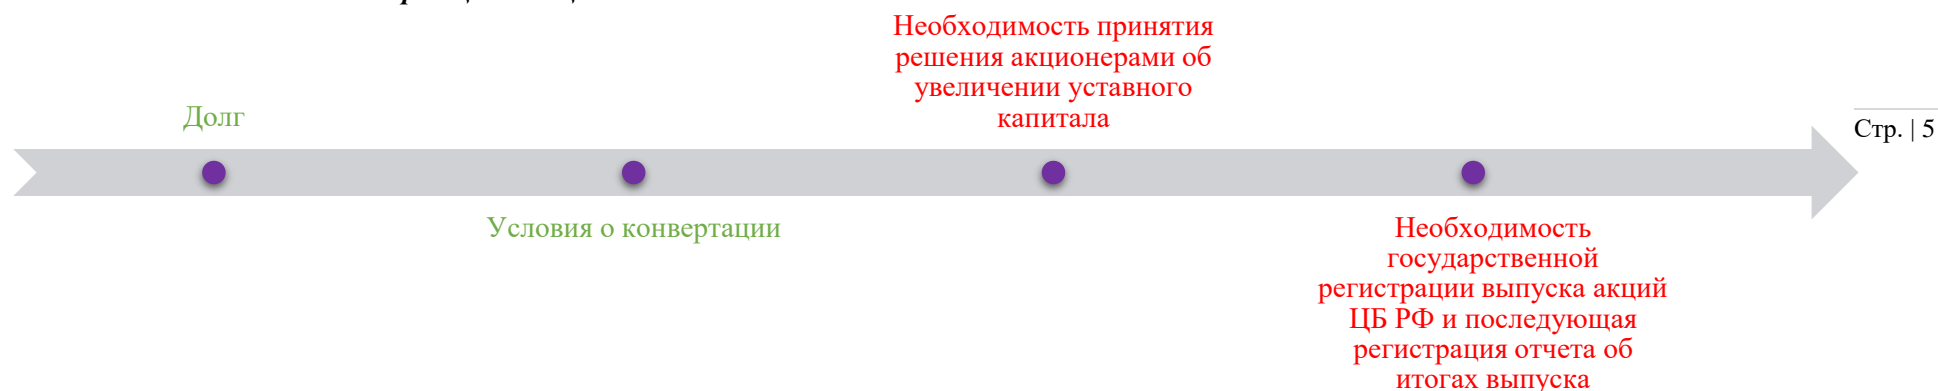 Долг
Условия о конвертации
Необходимость принятия
решения акционерами об
увеличении уставного
капитала
Необходимость
государственной
регистрации выпуска акций
ЦБ РФ и последующая
регистрация отчета об
итогах выпуска
Стр. | 5